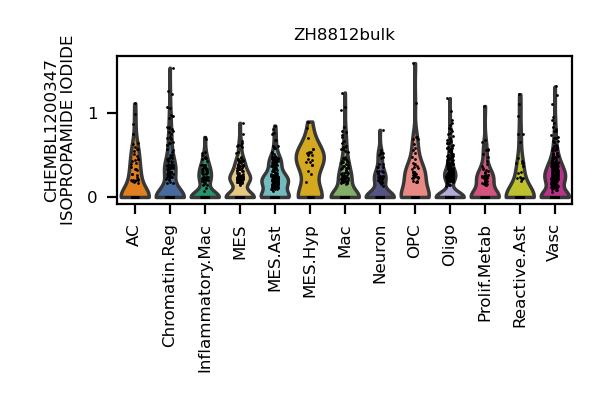 ZH8812bulk
CHEMBL1200347
ISOPROPAMIDE IODIDE
1
0
AC
Chromatin.Reg
Inflammatory.Mac
MES
MES.Ast
MES.Hyp
Mac
Neuron
OPC
Oligo
Prolif.Metab
Reactive.Ast
Vasc